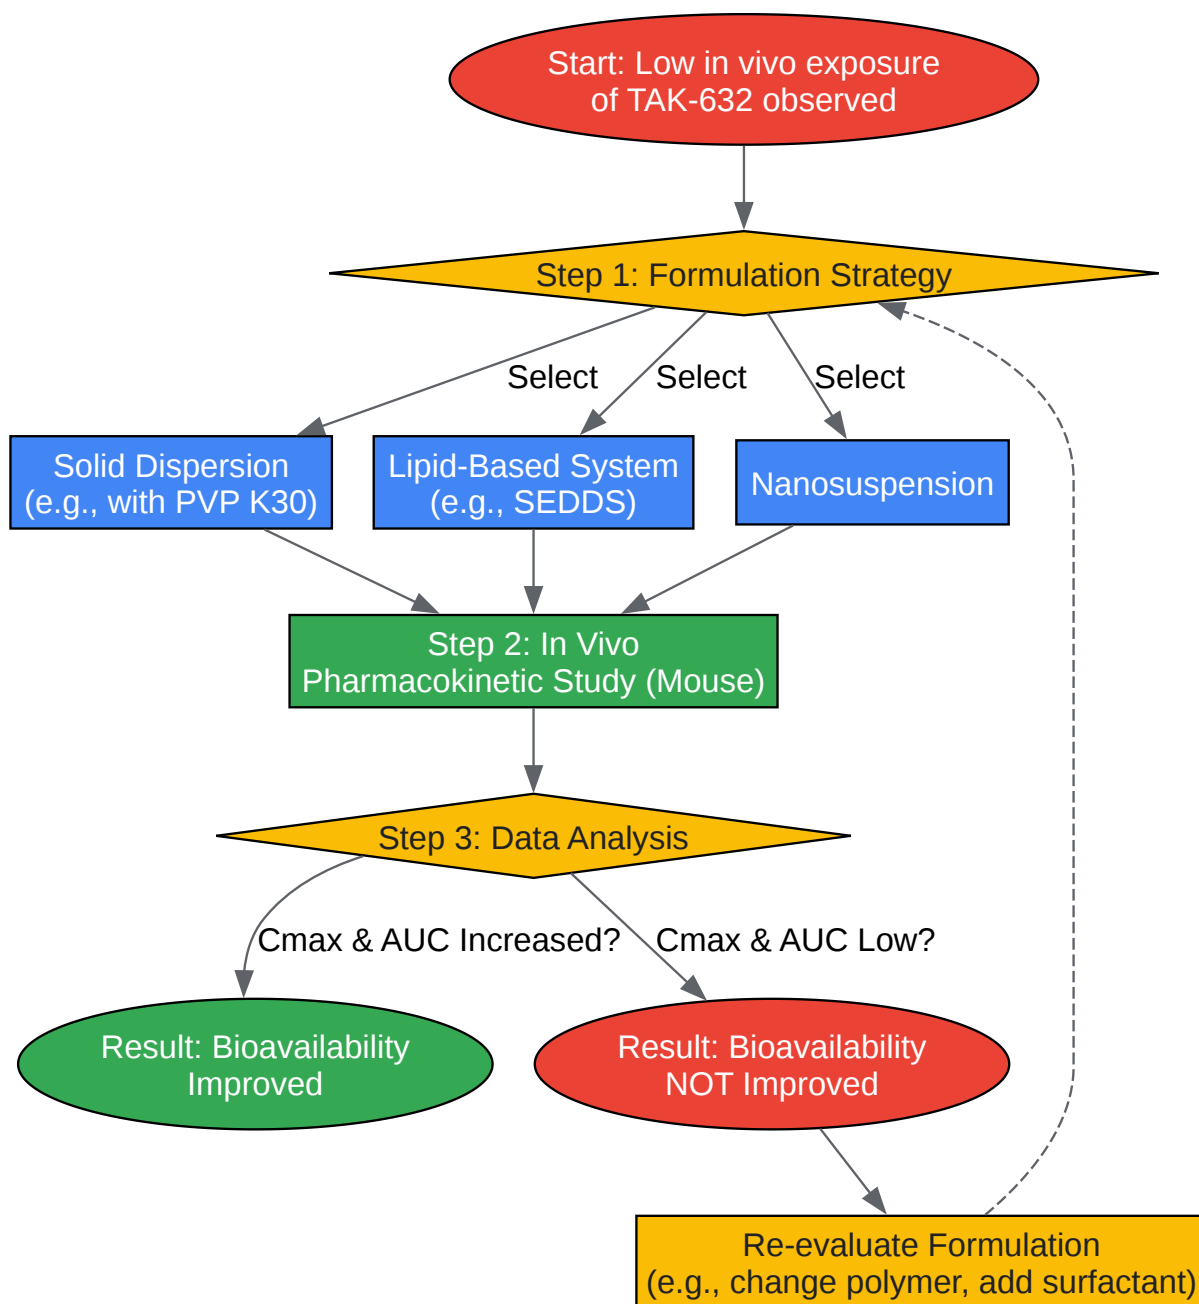 Start: Low in vivo exposure
of TAK-632 observed
Step 1: Formulation Strategy
Select
Select
Select
Solid Dispersion
(e.g., with PVP K30)
Lipid-Based System
(e.g., SEDDS)
Nanosuspension
Step 2: In Vivo
Pharmacokinetic Study (Mouse)
Step 3: Data Analysis
Cmax & AUC Increased?
Cmax & AUC Low?
Result: Bioavailability
Improved
Result: Bioavailability
NOT Improved
Re-evaluate Formulation
(e.g., change polymer, add surfactant)